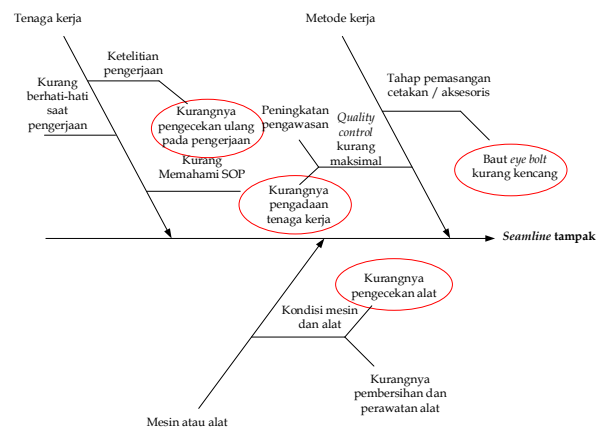 Tenaga kerja
Metode kerja
Ketelitian
pengerjaan
Kurang
berhati-hati
saat
pengerjaan
Kurangnya
pengecekan ulang
pada pengerjaan
Kurang
Memahami SOP
Peningkatan
pengawasan
Quality
control
kurang
maksimal
Kurangnya
pengadaan
tenaga kerja
Tahap pemasangan
cetakan / aksesoris
Baut eye bolt
kurang kencang
Seamline tampak
Kurangnya
pengecekan alat
Kondisi mesin
dan alat
Kurangnya
pembersihan dan
perawatan alat
Mesin atau alat